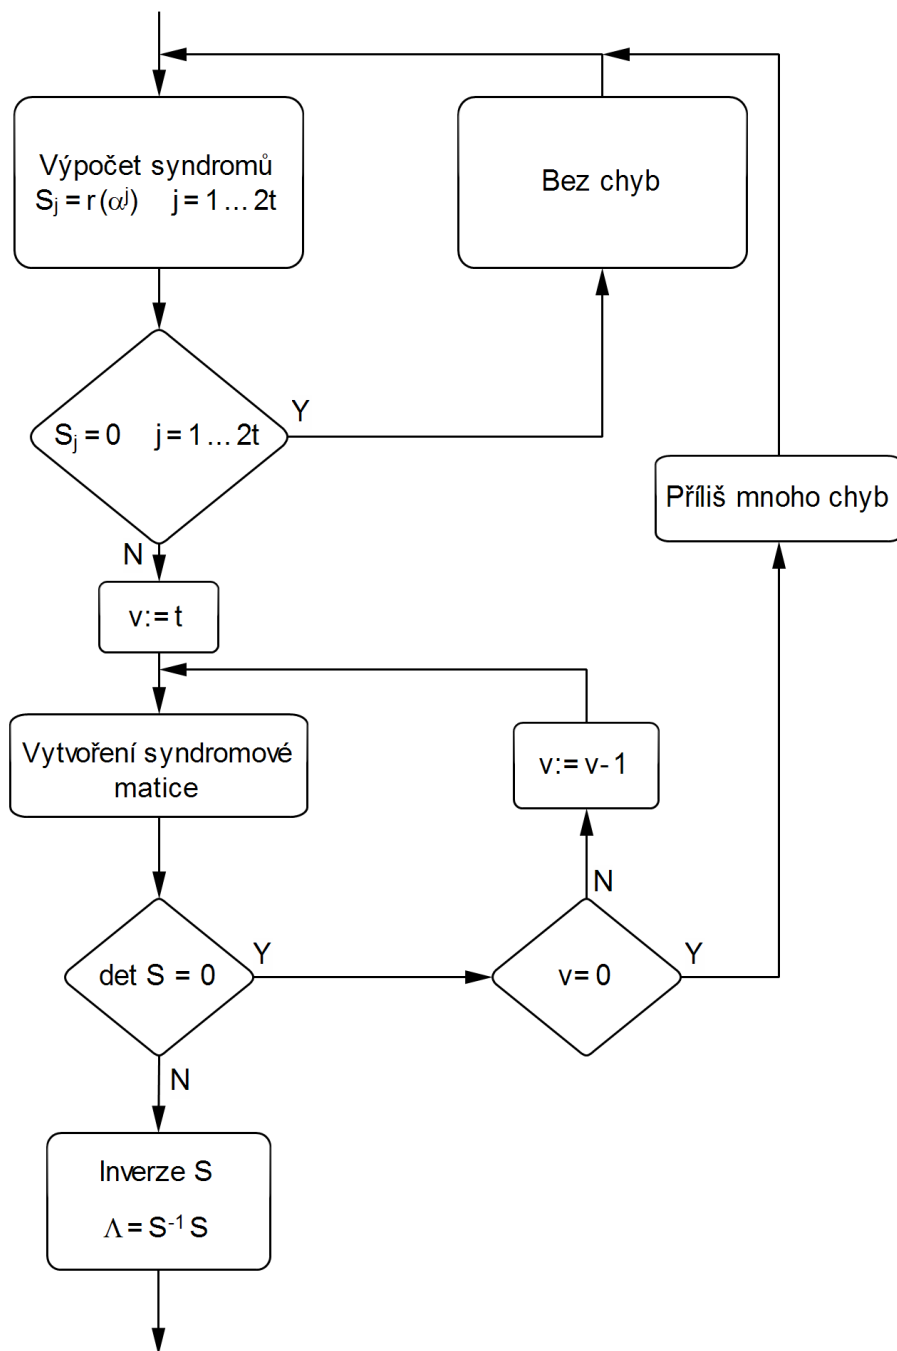 Výpočet syndromů
Sⱼ = r(αʲ) j = 1 ... 2t
Bez chyb
Sⱼ = 0 j = 1 ... 2t
Y
N
Příliš mnoho chyb
v:= t
Vytvoření syndromové
matice
v:= v- 1
N
det S = 0
Y
v= 0
Y
N
Inverze S
Λ = S⁻¹ S